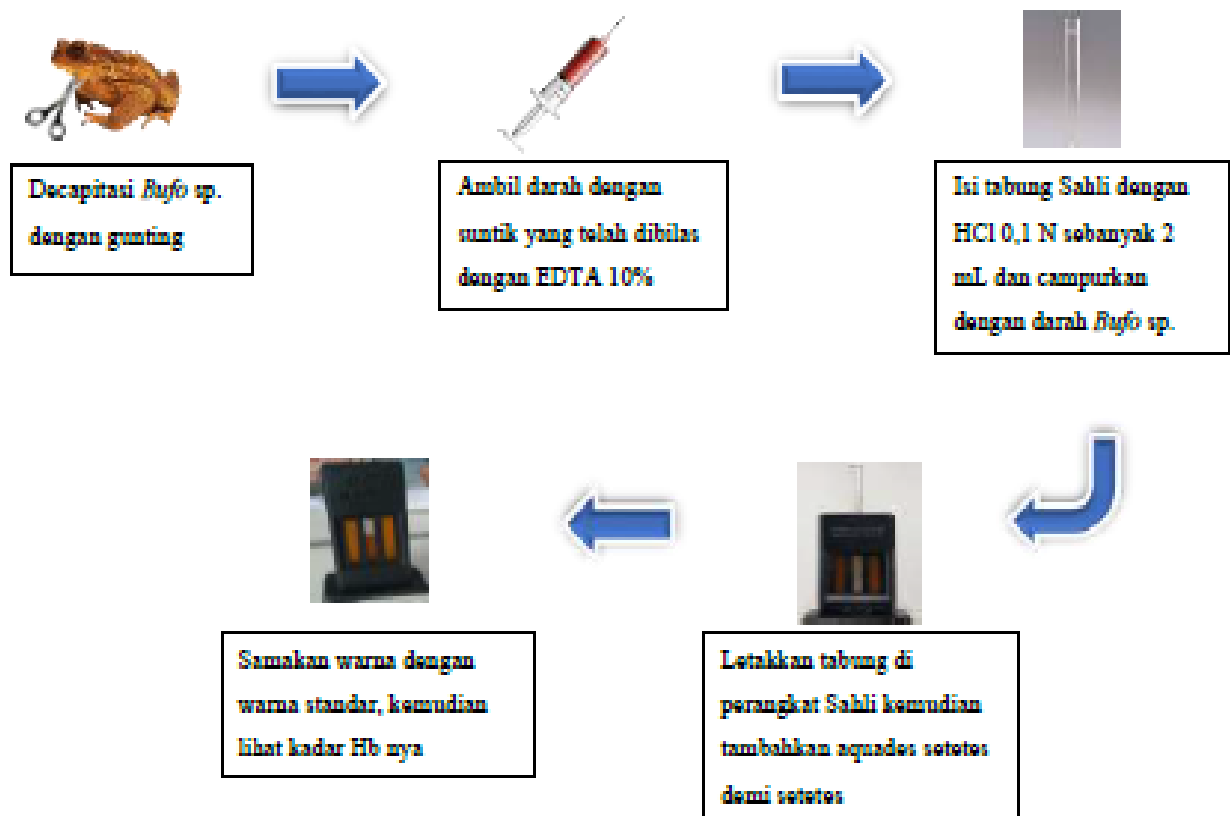 Decapitasi Bufo sp.
dengan gunting
Ambil darah dengan
suntik yang telah dibilas
dengan EDTA 10%
Isi tabung Sahli dengan
HCl 0,1 N sebanyak 2
mL dan campurkan
dengan darah Bufo sp.
Letakkan tabung di
perangkat Sahli kemudian
tambahkan aquades setetes
demi setetes
Samakan warna dengan
warna standar, kemudian
lihat kadar Hb nya